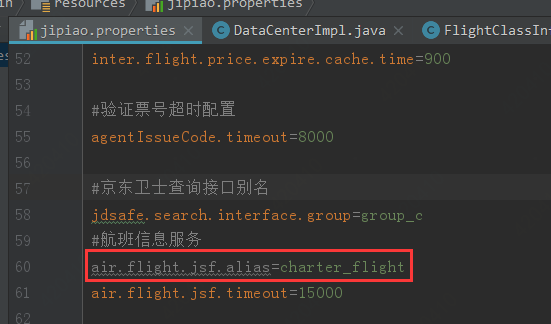 in
resources
jipiao.properties
jipiao.properties
DataCenterImpl.java
FlightClassInt
52 inter.flight.price.expire.cache.time=900
53
54 #验证票号超时配置
55 agentIssueCode.timeout=8000
56
57 #京东卫士查询接口别名
58 jdsafe.search.interface.group=group_c
59 #航班信息服务
60 air.flight.jsf.alias=charter_flight
61 air.flight.jsf.timeout=15000